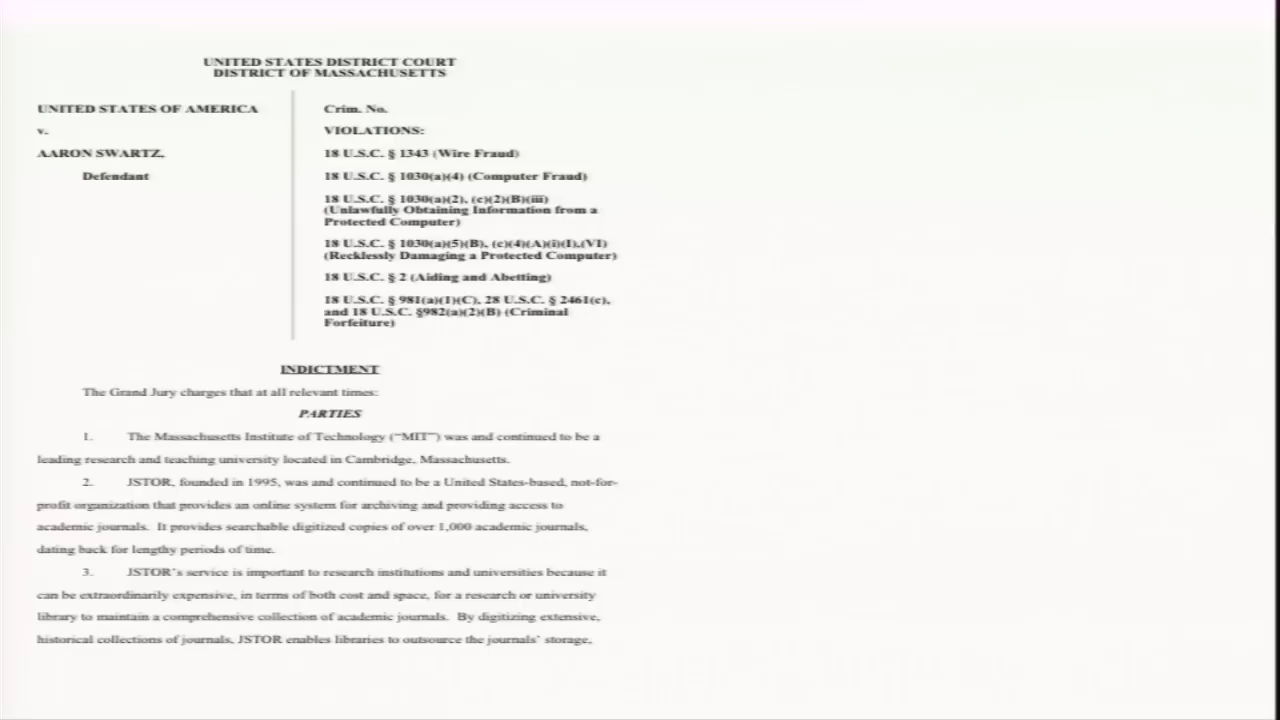 UNITED STATES DISTRICT COURT
DISTRICT OF MASSACHUSETTS
UNITED STATES OF AMERICA
v.
AARON SWARTZ,
Defendant
Crim. No.
VIOLATIONS:
18 U.S.C. § 1343 (Wire Fraud)
18 U.S.C. § 1030(a)(4) (Computer Fraud)
18 U.S.C. § 1030(a)(2), (c)(2)(B)(iii)
(Unlawfully Obtaining Information from a
Protected Computer)
18 U.S.C. § 1030(a)(5)(B), (c)(4)(A)(i)(I),(VI)
(Recklessly Damaging a Protected Computer)
18 U.S.C. § 2 (Aiding and Abetting)
18 U.S.C. § 981(a)(1)(C), 28 U.S.C. § 2461(c),
and 18 U.S.C. §982(a)(2)(B) (Criminal
Forfeiture)
INDICTMENT
The Grand Jury charges that at all relevant times:
PARTIES
1. The Massachusetts Institute of Technology (“MIT”) was and continued to be a
leading research and teaching university located in Cambridge, Massachusetts.
2. JSTOR, founded in 1995, was and continued to be a United States-based, not-for-
profit organization that provides an online system for archiving and providing access to
academic journals. It provides searchable digitized copies of over 1,000 academic journals,
dating back for lengthy periods of time.
3. JSTOR’s service is important to research institutions and universities because it
can be extraordinarily expensive, in terms of both cost and space, for a research or university
library to maintain a comprehensive collection of academic journals. By digitizing extensive,
historical collections of journals, JSTOR enables libraries to outsource the journals’ storage,